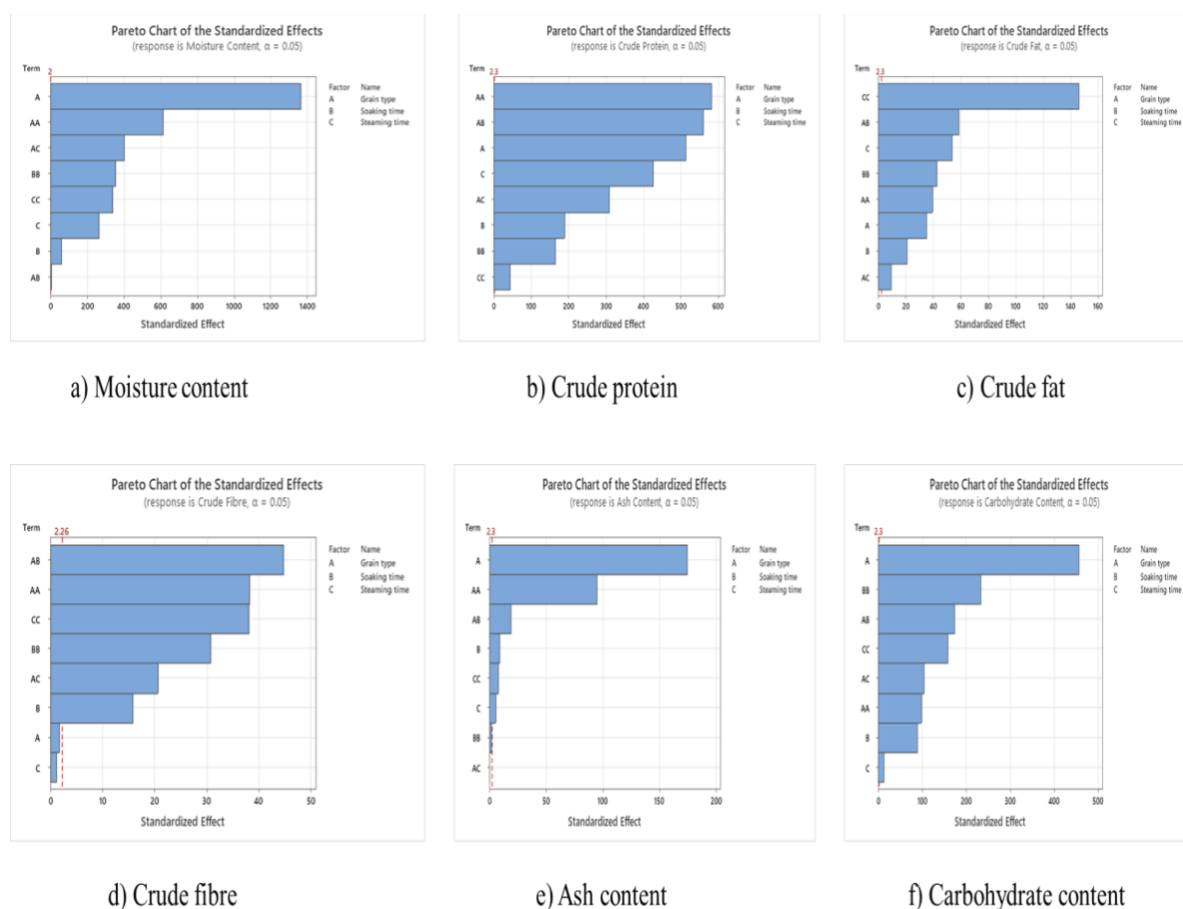 Pareto Chart of the Standardized Effects
(response is Moisture Content, α = 0.05)
Term
2
A
AA
AC
BB
CC
C
B
AB
0 200 400 600 800 1000 1200 1400
Standardized Effect
Factor Name
A Grain type
B Soaking time
C Steaming time
a) Moisture content
Pareto Chart of the Standardized Effects
(response is Crude Protein, α = 0.05)
Term
2.3
AA
AB
A
C
AC
B
BB
CC
0 100 200 300 400 500 600
Standardized Effect
Factor Name
A Grain type
B Soaking time
C Steaming time
b) Crude protein
Pareto Chart of the Standardized Effects
(response is Crude Fat, α = 0.05)
Term
2.3
CC
AB
C
BB
AA
A
B
AC
0 20 40 60 80 100 120 140 160
Standardized Effect
Factor Name
A Grain type
B Soaking time
C Steaming time
c) Crude fat
Pareto Chart of the Standardized Effects
(response is Crude Fibre, α = 0.05)
Term
2.26
AB
AA
CC
BB
AC
B
A
C
0 10 20 30 40 50
Standardized Effect
Factor Name
A Grain type
B Soaking time
C Steaming time
d) Crude fibre
Pareto Chart of the Standardized Effects
(response is Ash Content, α = 0.05)
Term
2.3
A
AA
AB
B
CC
C
BB
AC
0 50 100 150 200
Standardized Effect
Factor Name
A Grain type
B Soaking time
C Steaming time
e) Ash content
Pareto Chart of the Standardized Effects
(response is Carbohydrate Content, α = 0.05)
Term
2.3
A
BB
AB
CC
AC
AA
B
C
0 100 200 300 400 500
Standardized Effect
Factor Name
A Grain type
B Soaking time
C Steaming time
f) Carbohydrate content